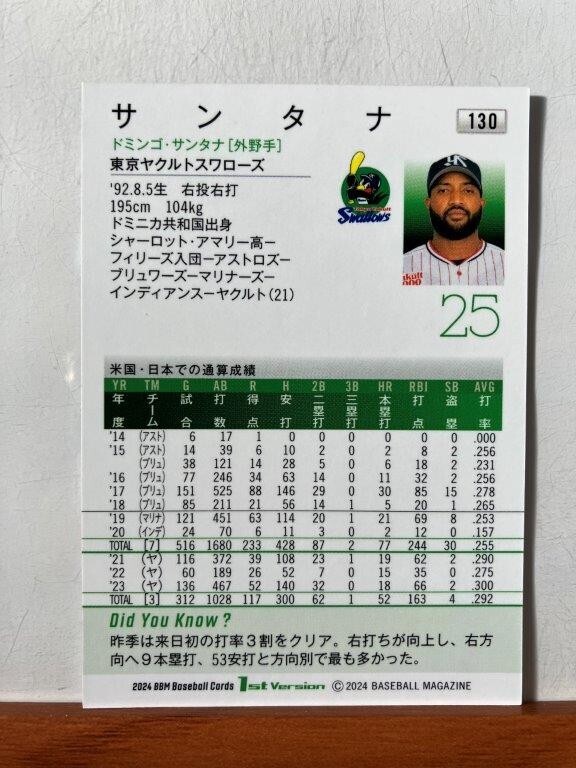 サンタナ
130
ドミンゴ・サンタナ [外野手]
東京ヤクルトスワローズ
'92.8.5生 右投右打
195cm 104kg
ドミニカ共和国出身
シャーロット・アマリー高ー
フィリーズ入団ーアストロズー
ブリュワーズーマリナーズー
インディアンスーヤクルト(21)
Swallows
25
米国・日本での通算成績
YR TM G AB R H 2B 3B HR RBI SB AVG
年度 チーム 試合 打数 得点 安打 二塁打 三塁打 本塁打 打点 盗塁 打率
'14 (アスト) 6 17 1 0 0 0 0 0 0 .000
'15 (アスト) 14 39 6 10 2 0 2 8 2 .256
(ブリュ) 38 121 14 28 5 0 6 18 2 .231
'16 (ブリュ) 77 246 34 63 14 0 11 32 2 .256
'17 (ブリュ) 151 525 88 146 29 0 30 85 15 .278
'18 (ブリュ) 85 211 21 56 14 1 5 20 1 .265
'19 (マリナ) 121 451 63 114 20 1 21 69 8 .253
'20 (インデ) 24 70 6 11 3 0 2 12 0 .157
TOTAL [7] 516 1680 233 428 87 2 77 244 30 .255
'21 (ヤ) 116 372 39 108 23 1 19 62 2 .290
'22 (ヤ) 60 189 26 52 7 0 15 35 0 .275
'23 (ヤ) 136 467 52 140 32 0 18 66 2 .300
TOTAL [3] 312 1028 117 300 62 1 52 163 4 .292
Did You Know?
昨季は来日初の打率3割をクリア。右打ちが向上し、右方
向へ9本塁打、53安打と方向別で最も多かった。
2024 BBM Baseball Cards 1st Version © 2024 BASEBALL MAGAZINE